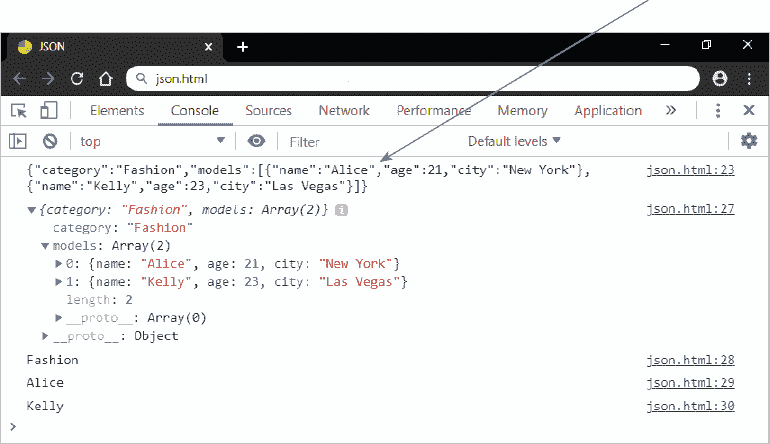 JSON
json.html
Elements Console Sources Network Performance Memory Application
top Filter Default levels
{"category":"Fashion","models":[{"name":"Alice","age":21,"city":"New York"}, json.html:23
{"name":"Kelly","age":23,"city":"Las Vegas"}]}
{category: "Fashion", models: Array(2)} json.html:27
category: "Fashion"
models: Array(2)
0: {name: "Alice", age: 21, city: "New York"}
1: {name: "Kelly", age: 23, city: "Las Vegas"}
length: 2
__proto__: Array(0)
__proto__: Object
Fashion json.html:28
Alice json.html:29
Kelly json.html:30